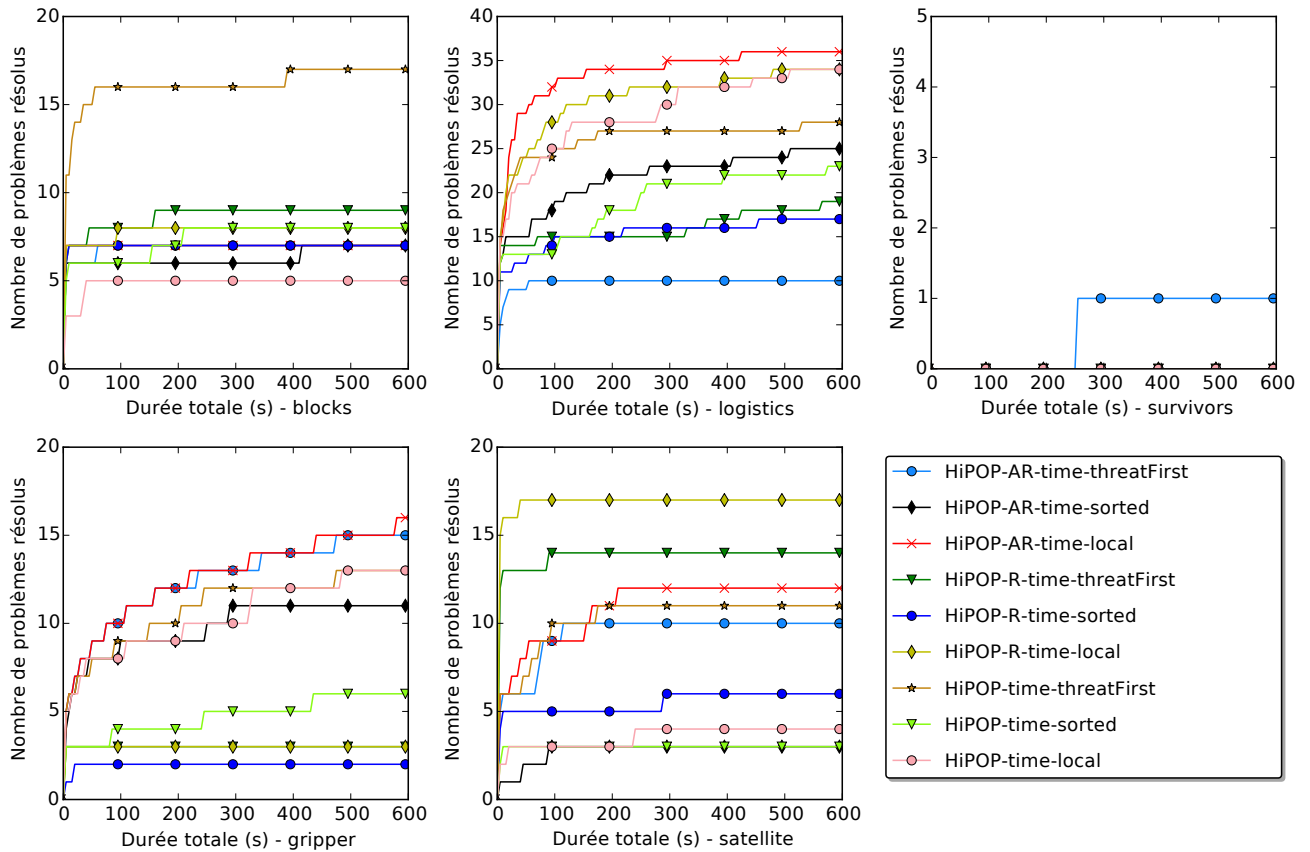 Nombre de problèmes résolus
20
15
10
5
0
0 100 200 300 400 500 600
Durée totale (s) - blocks
Nombre de problèmes résolus
40
35
30
25
20
15
10
5
0
0 100 200 300 400 500 600
Durée totale (s) - logistics
Nombre de problèmes résolus
5
4
3
2
1
0
0 100 200 300 400 500 600
Durée totale (s) - survivors
Nombre de problèmes résolus
20
15
10
5
0
0 100 200 300 400 500 600
Durée totale (s) - gripper
Nombre de problèmes résolus
20
15
10
5
0
0 100 200 300 400 500 600
Durée totale (s) - satellite
HiPOP-AR-time-threatFirst
HiPOP-AR-time-sorted
HiPOP-AR-time-local
HiPOP-R-time-threatFirst
HiPOP-R-time-sorted
HiPOP-R-time-local
HiPOP-time-threatFirst
HiPOP-time-sorted
HiPOP-time-local